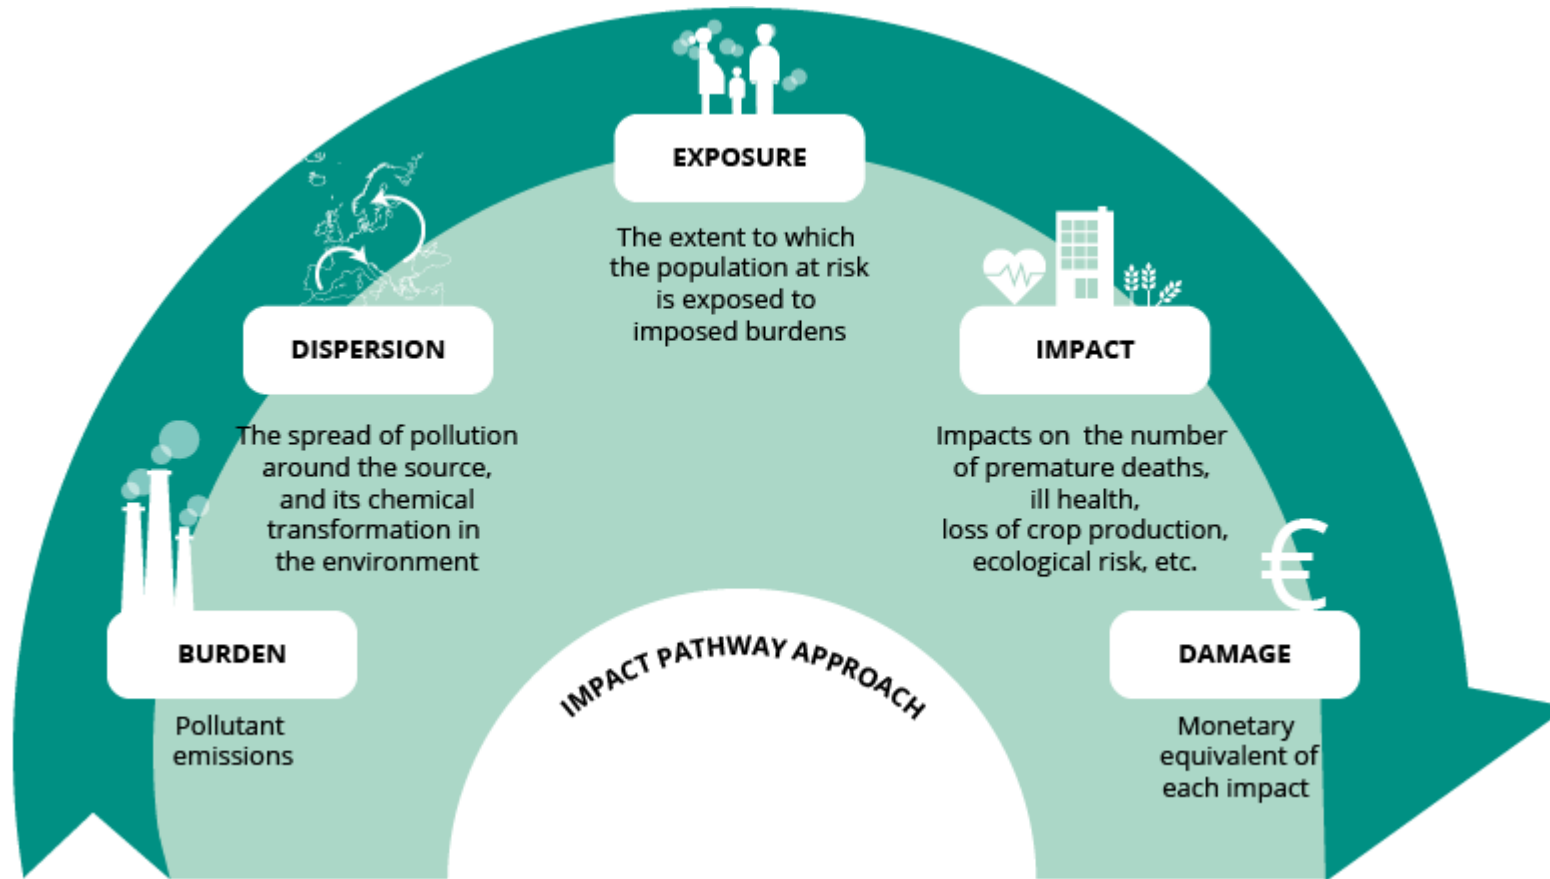 BURDEN
Pollutant
emissions
DISPERSION
The spread of pollution
around the source,
and its chemical
transformation in
the environment
EXPOSURE
The extent to which
the population at risk
is exposed to
imposed burdens
IMPACT
Impacts on the number
of premature deaths,
ill health,
loss of crop production,
ecological risk, etc.
€
DAMAGE
Monetary
equivalent of
each impact
IMPACT PATHWAY APPROACH